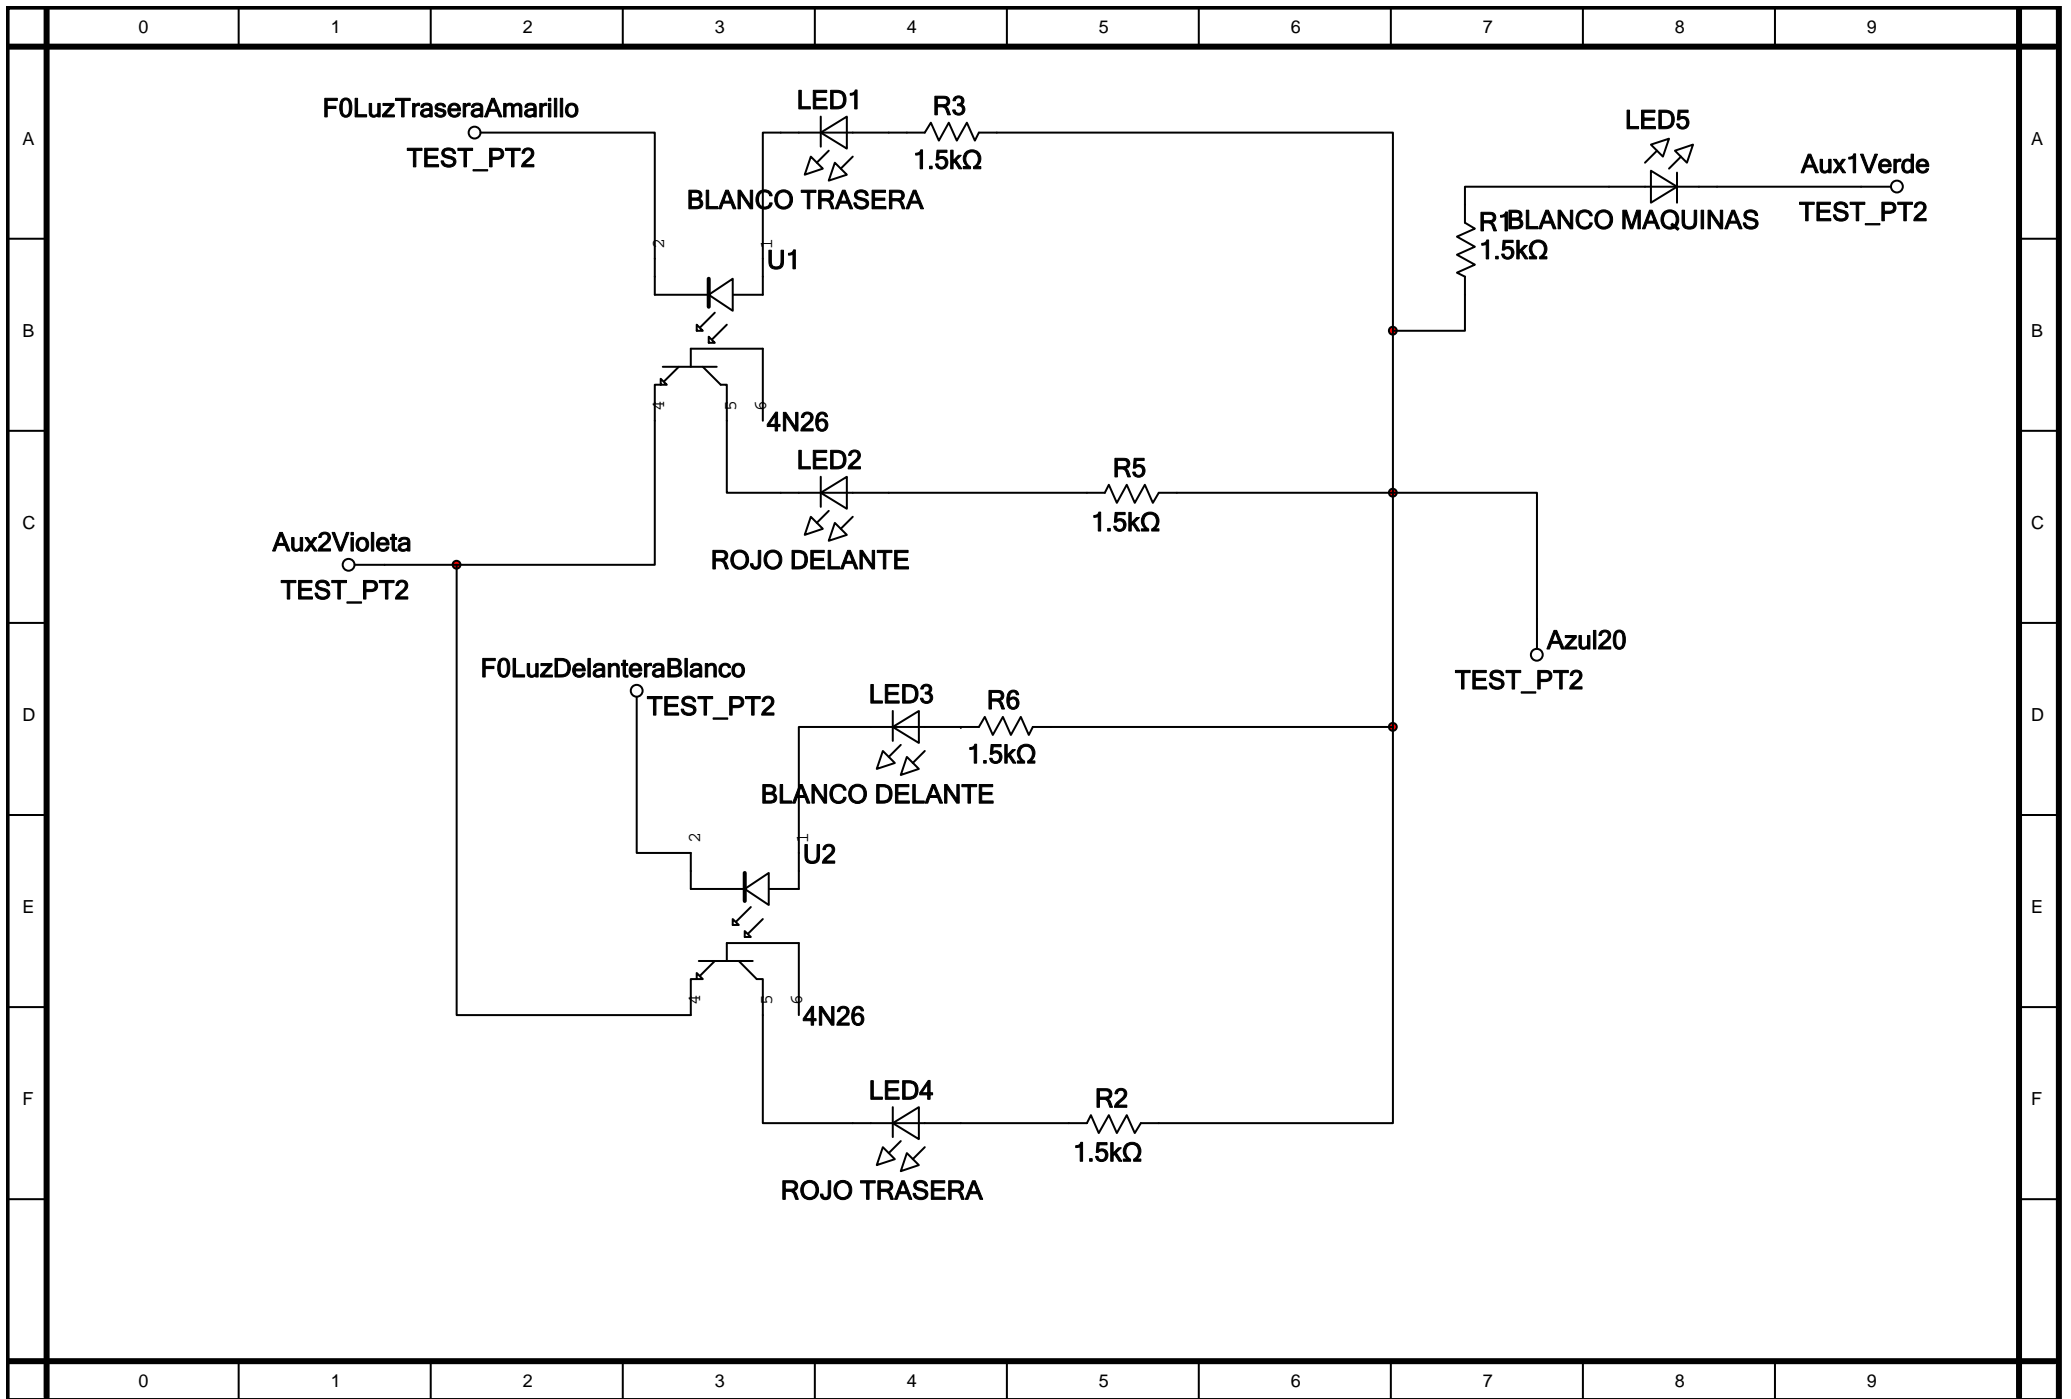 0 1 2 3 4 5 6 7 8 9
F0LuzTraseraAmarillo
TEST_PT2
LED1
BLANCO TRASERA
R3
1.5kΩ
LED5
BLANCO MAQUINAS
Aux1Verde
TEST_PT2
R1
1.5kΩ
A
A
2
1
U1
B
B
4
5
6
4N26
LED2
ROJO DELANTE
R5
1.5kΩ
C
C
Aux2Violeta
TEST_PT2
Azul20
TEST_PT2
F0LuzDelanteraBlanco
TEST_PT2
LED3
BLANCO DELANTE
R6
1.5kΩ
D
D
2
1
U2
E
E
4
5
6
4N26
LED4
ROJO TRASERA
R2
1.5kΩ
F
F
0 1 2 3 4 5 6 7 8 9